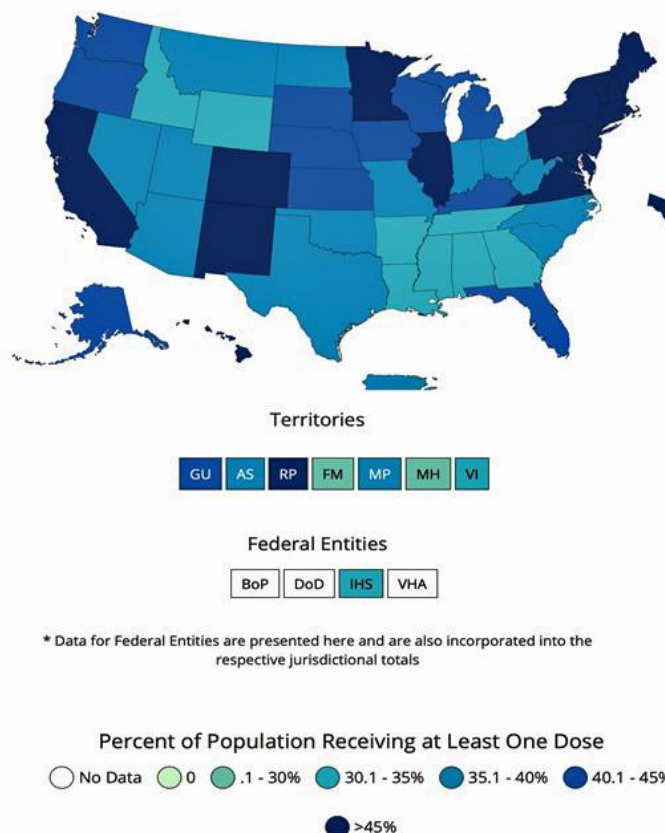 Territories
GU AS RP FM MP MH VI
Federal Entities
BoP DoD IHS VHA
* Data for Federal Entities are presented here and are also incorporated into the
respective jurisdictional totals
Percent of Population Receiving at Least One Dose
No Data 0 .1 - 30% 30.1 - 35% 35.1 - 40% 40.1 - 45%
>45%